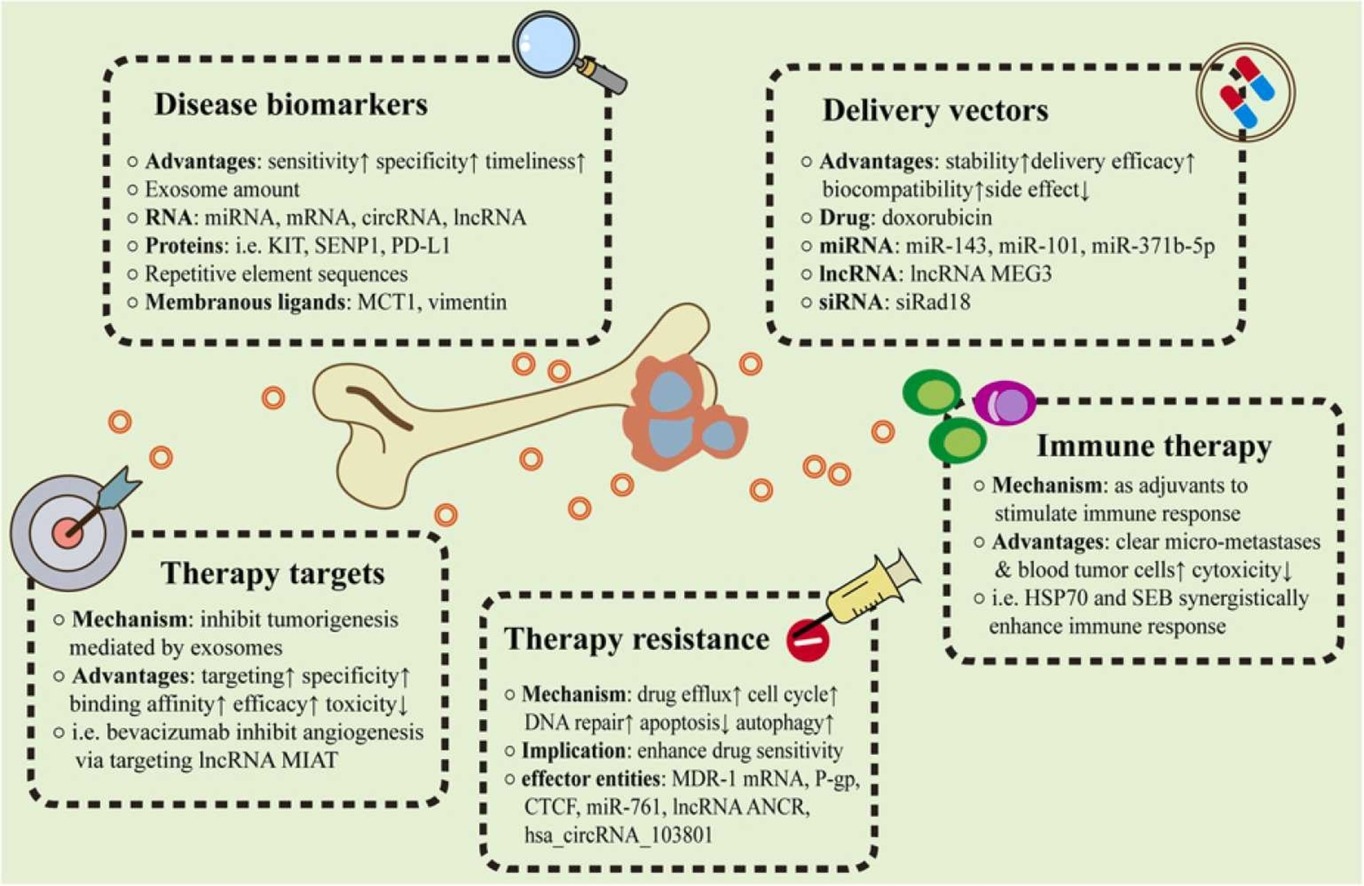 Disease biomarkers
○ Advantages: sensitivity↑ specificity↑ timeliness↑
○ Exosome amount
○ RNA: miRNA, mRNA, circRNA, lncRNA
○ Proteins: i.e. KIT, SENP1, PD-L1
○ Repetitive element sequences
○ Membranous ligands: MCT1, vimentin
Delivery vectors
○ Advantages: stability↑delivery efficacy↑
biocompatibility↑side effect↓
○ Drug: doxorubicin
○ miRNA: miR-143, miR-101, miR-371b-5p
○ lncRNA: lncRNA MEG3
○ siRNA: siRad18
Immune therapy
○ Mechanism: as adjuvants to
stimulate immune response
○ Advantages: clear micro-metastases
& blood tumor cells↑ cytoxicity↓
○ i.e. HSP70 and SEB synergistically
enhance immune response
Therapy targets
○ Mechanism: inhibit tumorigenesis
mediated by exosomes
○ Advantages: targeting↑ specificity↑
binding affinity↑ efficacy↑ toxicity↓
○ i.e. bevacizumab inhibit angiogenesis
via targeting lncRNA MIAT
Therapy resistance
○ Mechanism: drug efflux↑ cell cycle↑
DNA repair↑ apoptosis↓ autophagy↑
○ Implication: enhance drug sensitivity
○ effector entities: MDR-1 mRNA, P-gp,
CTCF, miR-761, lncRNA ANCR,
hsa_circRNA_103801